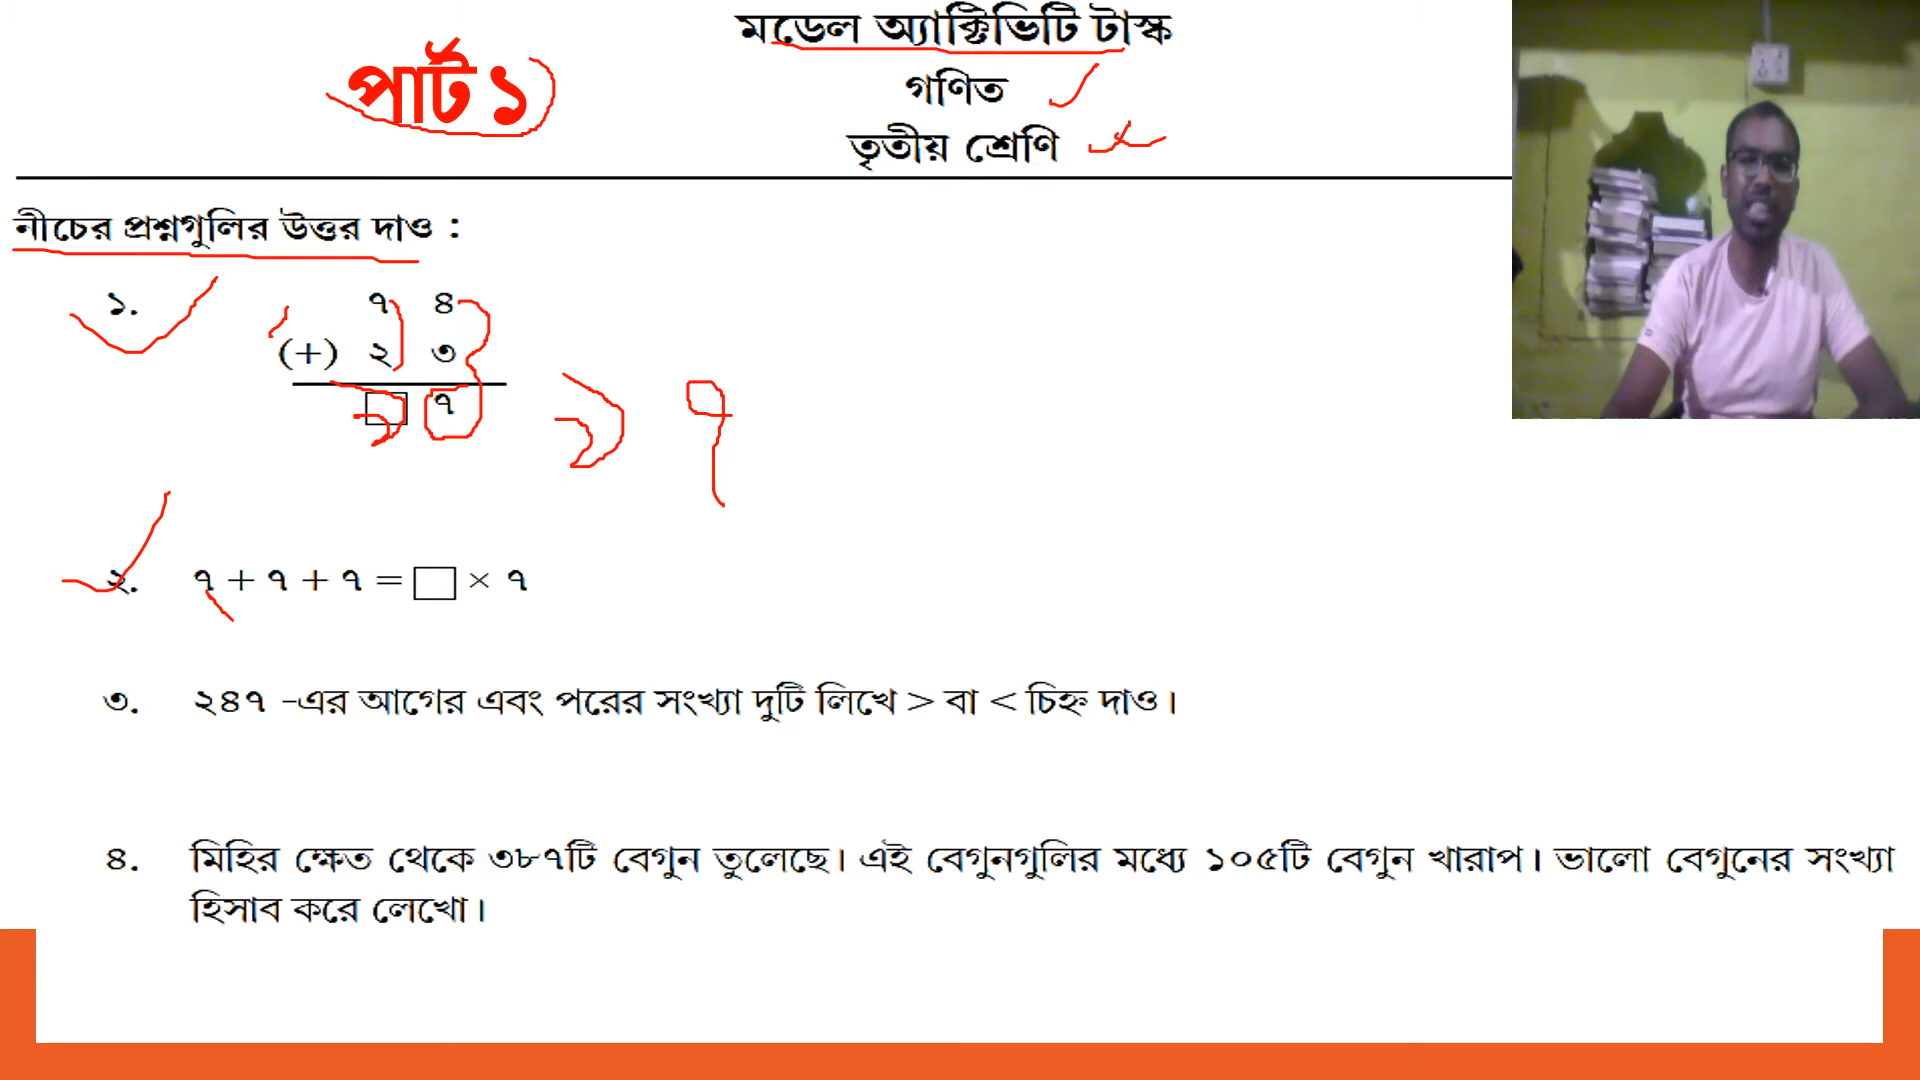 মডেল অ্যাক্টিভিটি টাস্ক
পার্ট ১
গণিত
তৃতীয় শ্রেণি
নীচের প্রশ্নগুলির উত্তর দাও :
১. ৭ ৪
(+) ২ ৩
□ ৭
৯ ৭
২. ৭ + ৭ + ৭ = □ × ৭
৩. ২৪৭ -এর আগের এবং পরের সংখ্যা দুটি লিখে > বা < চিহ্ন দাও।
৪. মিহির ক্ষেত থেকে ৩৮৭টি বেগুন তুলেছে। এই বেগুনগুলির মধ্যে ১০৫টি বেগুন খারাপ। ভালো বেগুনের সংখ্যা
হিসাব করে লেখো।